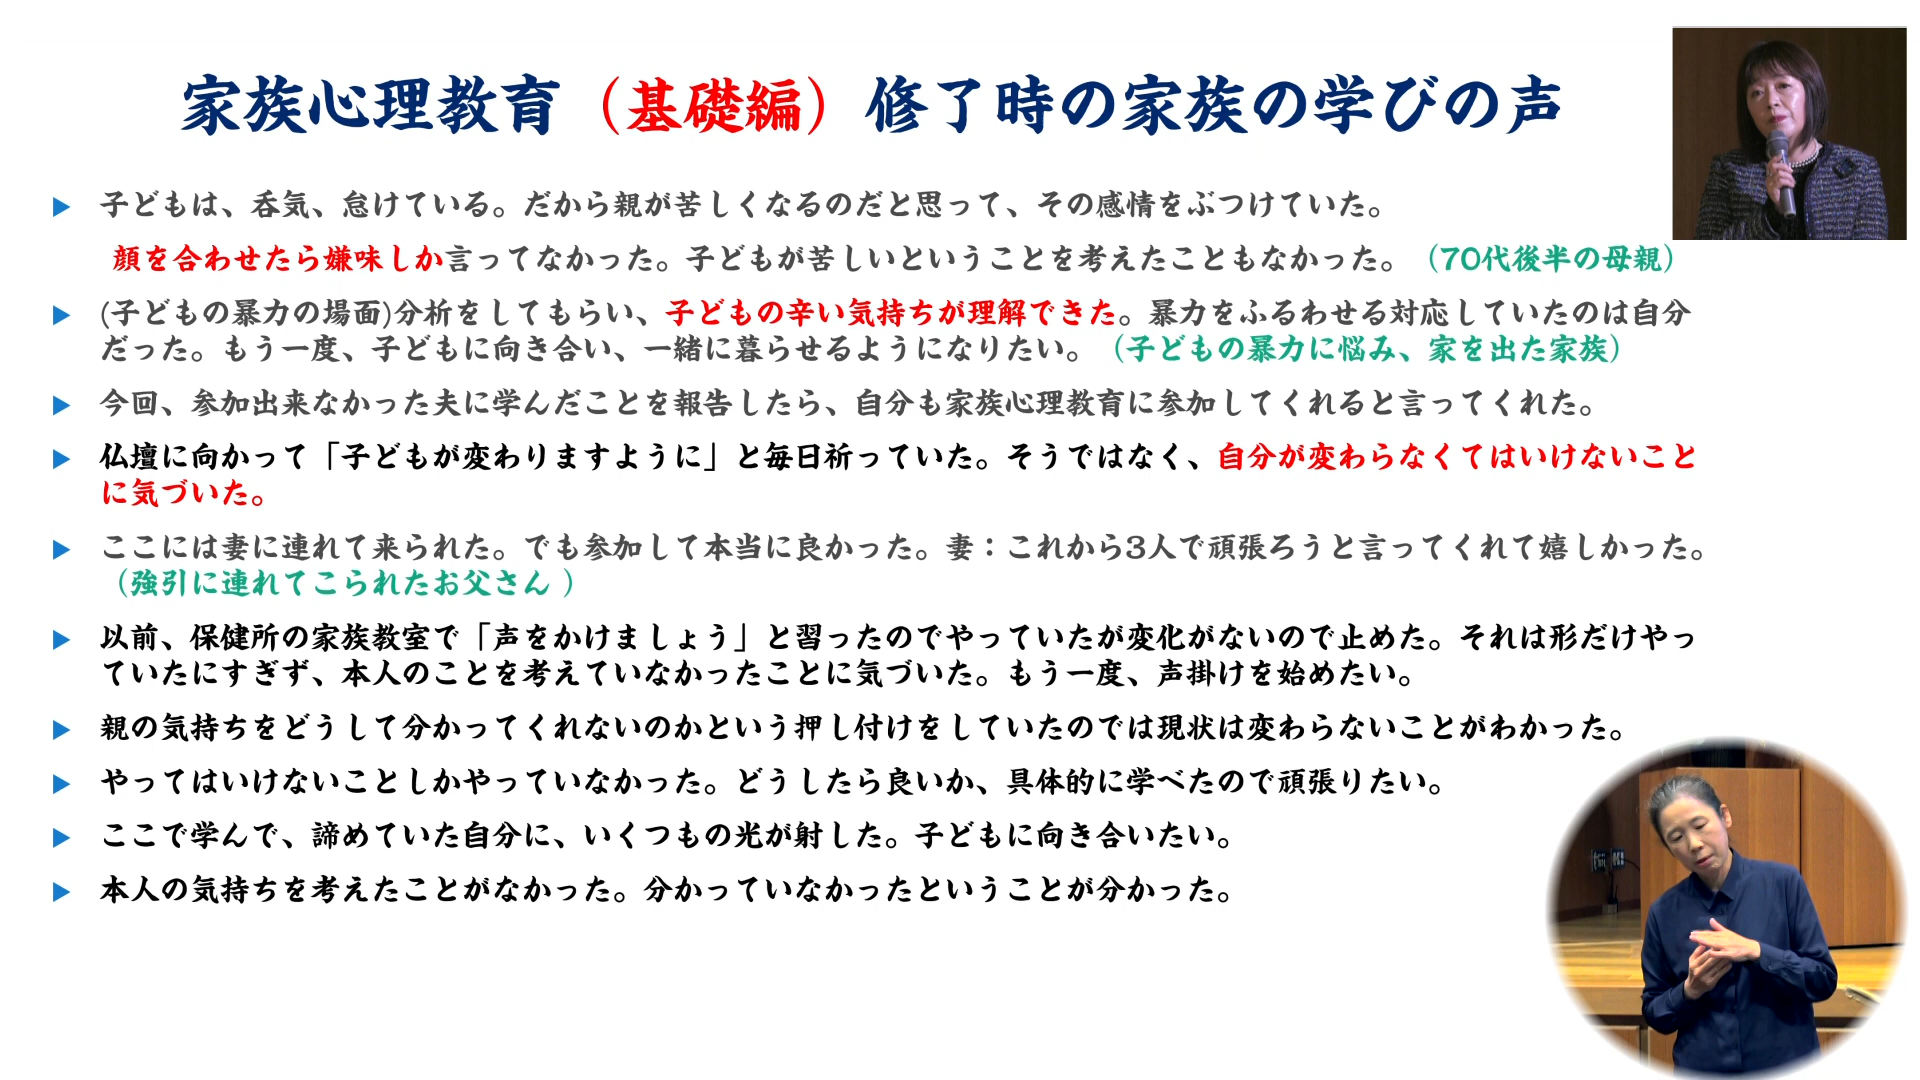 家族心理教育（基礎編）修了時の家族の学びの声
子どもは、呑気、怠けている。だから親が苦しくなるのだと思って、その感情をぶつけていた。
顔を合わせたら嫌味しか言ってなかった。子どもが苦しいということを考えたこともなかった。（70代後半の母親）
(子どもの暴力の場面)分析をしてもらい、子どもの辛い気持ちが理解できた。暴力をふるわせる対応していたのは自分
だった。もう一度、子どもに向き合い、一緒に暮らせるようになりたい。（子どもの暴力に悩み、家を出た家族）
今回、参加出来なかった夫に学んだことを報告したら、自分も家族心理教育に参加してくれると言ってくれた。
仏壇に向かって「子どもが変わりますように」と毎日祈っていた。そうではなく、自分が変わらなくてはいけないこと
に気づいた。
ここには妻に連れて来られた。でも参加して本当に良かった。妻：これから3人で頑張ろうと言ってくれて嬉しかった。
（強引に連れてこられたお父さん ）
以前、保健所の家族教室で「声をかけましょう」と習ったのでやっていたが変化がないので止めた。それは形だけやっ
ていたにすぎず、本人のことを考えていなかったことに気づいた。もう一度、声掛けを始めたい。
親の気持ちをどうして分かってくれないのかという押し付けをしていたのでは現状は変わらないことがわかった。
やってはいけないことしかやっていなかった。どうしたら良いか、具体的に学べたので頑張りたい。
ここで学んで、諦めていた自分に、いくつもの光が射した。子どもに向き合いたい。
本人の気持ちを考えたことがなかった。分かっていなかったということが分かった。